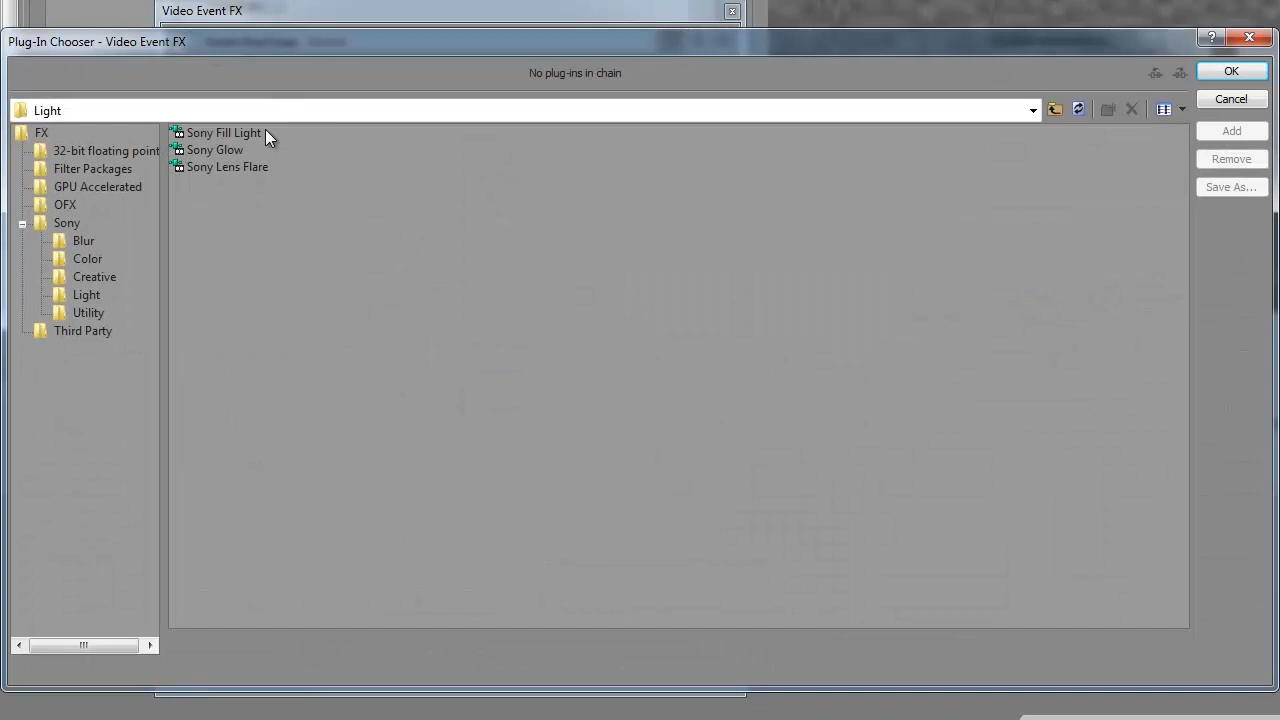 Video Event FX
Plug-In Chooser - Video Event FX
No plug-ins in chain
OK
Light
Cancel
FX
Sony Fill Light
Add
32-bit floating point
Sony Glow
Filter Packages
Sony Lens Flare
Remove
GPU Accelerated
Save As...
OFX
Sony
Blur
Color
Creative
Light
Utility
Third Party